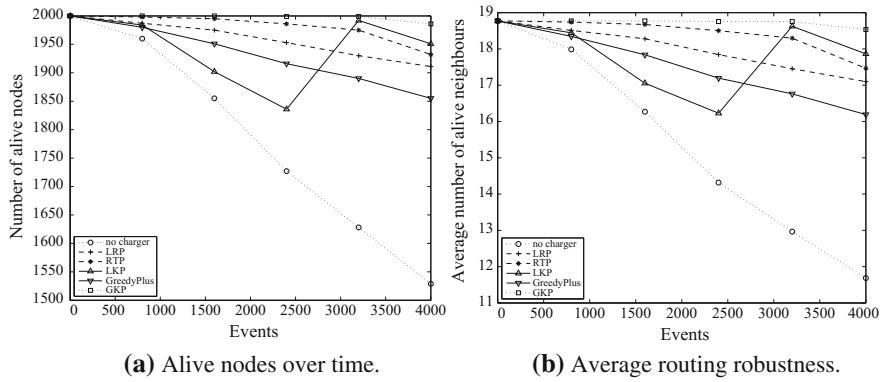 2000
1950
1900
1850
1800
1750
1700
1650
1600
1550
1500
Number of alive nodes
no charger
LRP
RTP
LKP
GreedyPlus
GKP
0 500 1000 1500 2000 2500 3000 3500 4000
Events
(a) Alive nodes over time.
19
18
17
16
15
14
13
12
11
Average number of alive neighbours
no charger
LRP
RTP
LKP
GreedyPlus
GKP
0 500 1000 1500 2000 2500 3000 3500 4000
Events
(b) Average routing robustness.